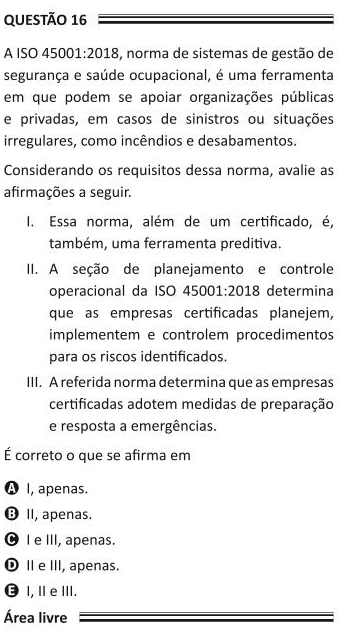 QUESTÃO 16
A ISO 45001:2018, norma de sistemas de gestão de
segurança e saúde ocupacional, é uma ferramenta
em que podem se apoiar organizações públicas
e privadas, em casos de sinistros ou situações
irregulares, como incêndios e desabamentos.
Considerando os requisitos dessa norma, avalie as
afirmações a seguir.
I. Essa norma, além de um certificado, é,
também, uma ferramenta preditiva.
II. A seção de planejamento e controle
operacional da ISO 45001:2018 determina
que as empresas certificadas planejem,
implementem e controlem procedimentos
para os riscos identificados.
III. A referida norma determina que as empresas
certificadas adotem medidas de preparação
e resposta a emergências.
É correto o que se afirma em
A I, apenas.
B II, apenas.
C I e III, apenas.
D II e III, apenas.
E I, II e III.
Área livre